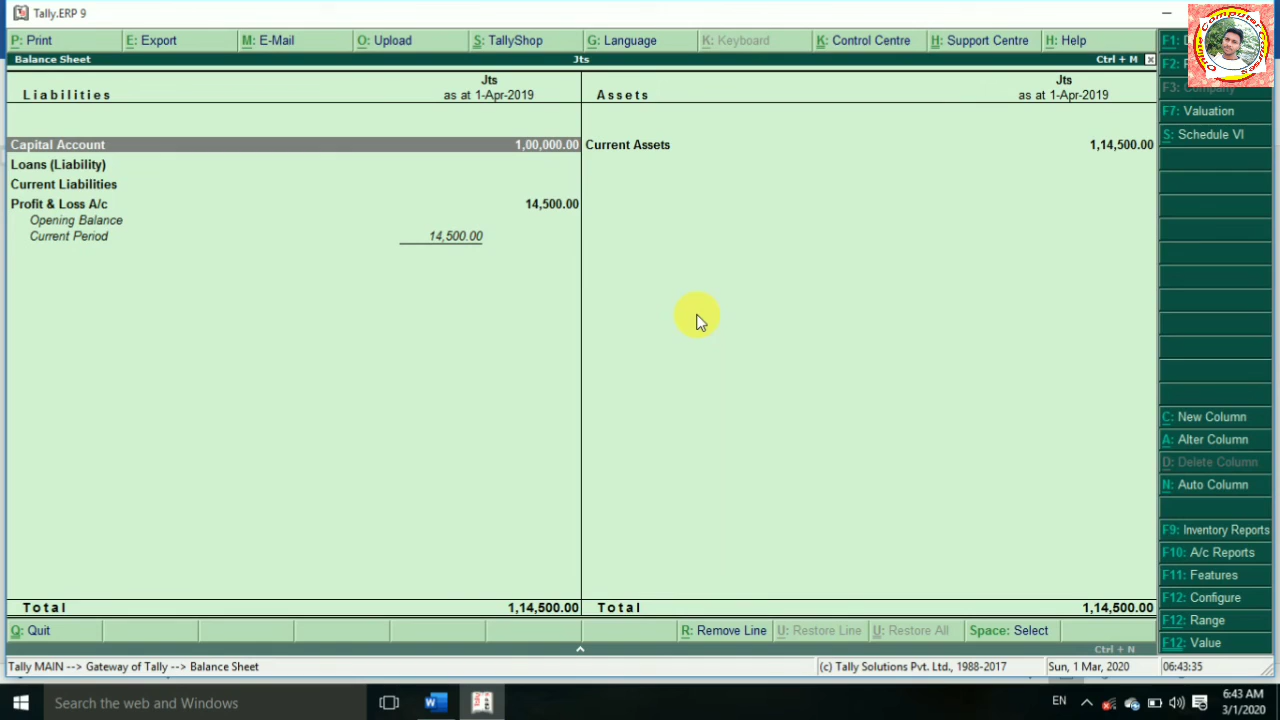 Tally.ERP 9
P: Print E: Export M: E-Mail O: Upload S: TallyShop G: Language K: Keyboard K: Control Centre H: Support Centre H: Help
Balance Sheet Jts Ctrl + M
Liabilities
Jts
as at 1-Apr-2019
Assets
Jts
as at 1-Apr-2019
Capital Account 1,00,000.00
Loans (Liability)
Current Liabilities
Profit & Loss A/c 14,500.00
Opening Balance
Current Period 14,500.00
Current Assets 1,14,500.00
Total 1,14,500.00
Total 1,14,500.00
F1:
F2:
F3: Company
F7: Valuation
S: Schedule VI
C: New Column
A: Alter Column
D: Delete Column
N: Auto Column
F9: Inventory Reports
F10: A/c Reports
F11: Features
F12: Configure
F12: Range
F12: Value
Online Computer Courses
Q: Quit R: Remove Line U: Restore Line U: Restore All Space: Select
Ctrl + N
Tally MAIN --> Gateway of Tally --> Balance Sheet (c) Tally Solutions Pvt. Ltd., 1988-2017 Sun, 1 Mar, 2020 06:43:35
Search the web and Windows
EN
6:43 AM
3/1/2020